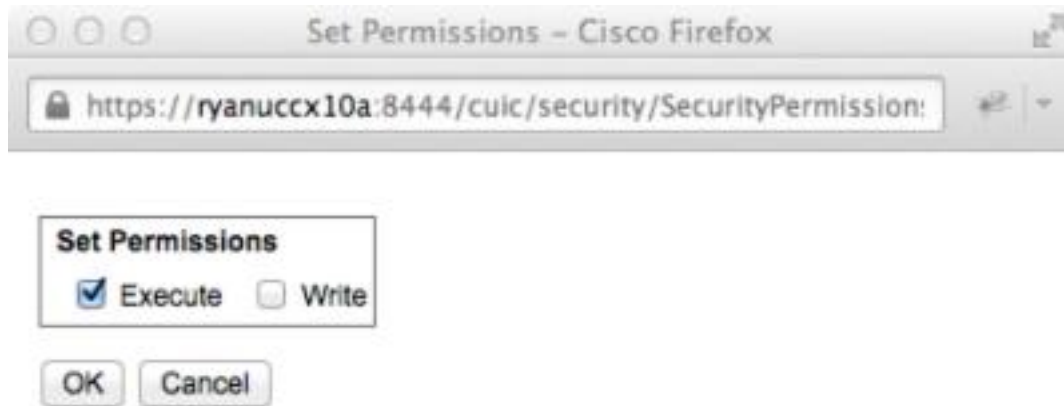 Set Permissions – Cisco Firefox
https://ryanuccx10a:8444/cuic/security/SecurityPermission:
Set Permissions
Execute Write
OK Cancel